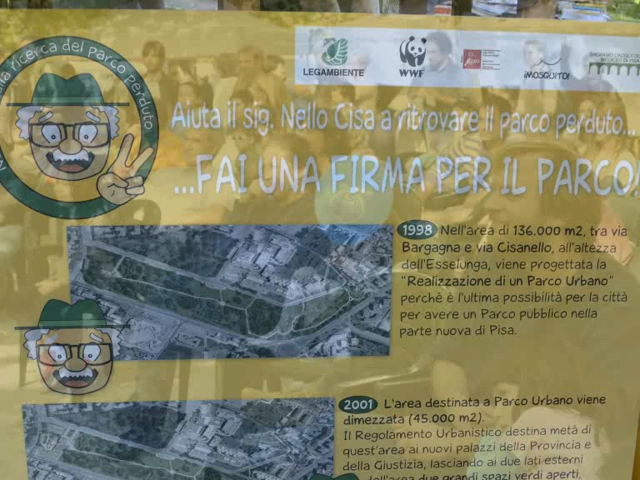 alla ricerca del parco perduto
LEGAMBIENTE
WWF
¡MOSQUITO!
Aiuta il sig. Nello Cisa a ritrovare il parco perduto...
...FAI UNA FIRMA PER IL PARCO!
1998 Nell'area di 136.000 m2, tra via
Bargagna e via Cisanello, all'altezza
dell'Esselunga, viene progettata la
"Realizzazione di un Parco Urbano"
perchè è l'ultima possibilità per la città
per avere un Parco pubblico nella
parte nuova di Pisa.
2001 L'area destinata a Parco Urbano viene
dimezzata (45.000 m2).
Il Regolamento Urbanistico destina metà di
quest'area ai nuovi palazzi della Provincia e
della Giustizia, lasciando ai due lati esterni
dell'area due grandi spazi verdi aperti,